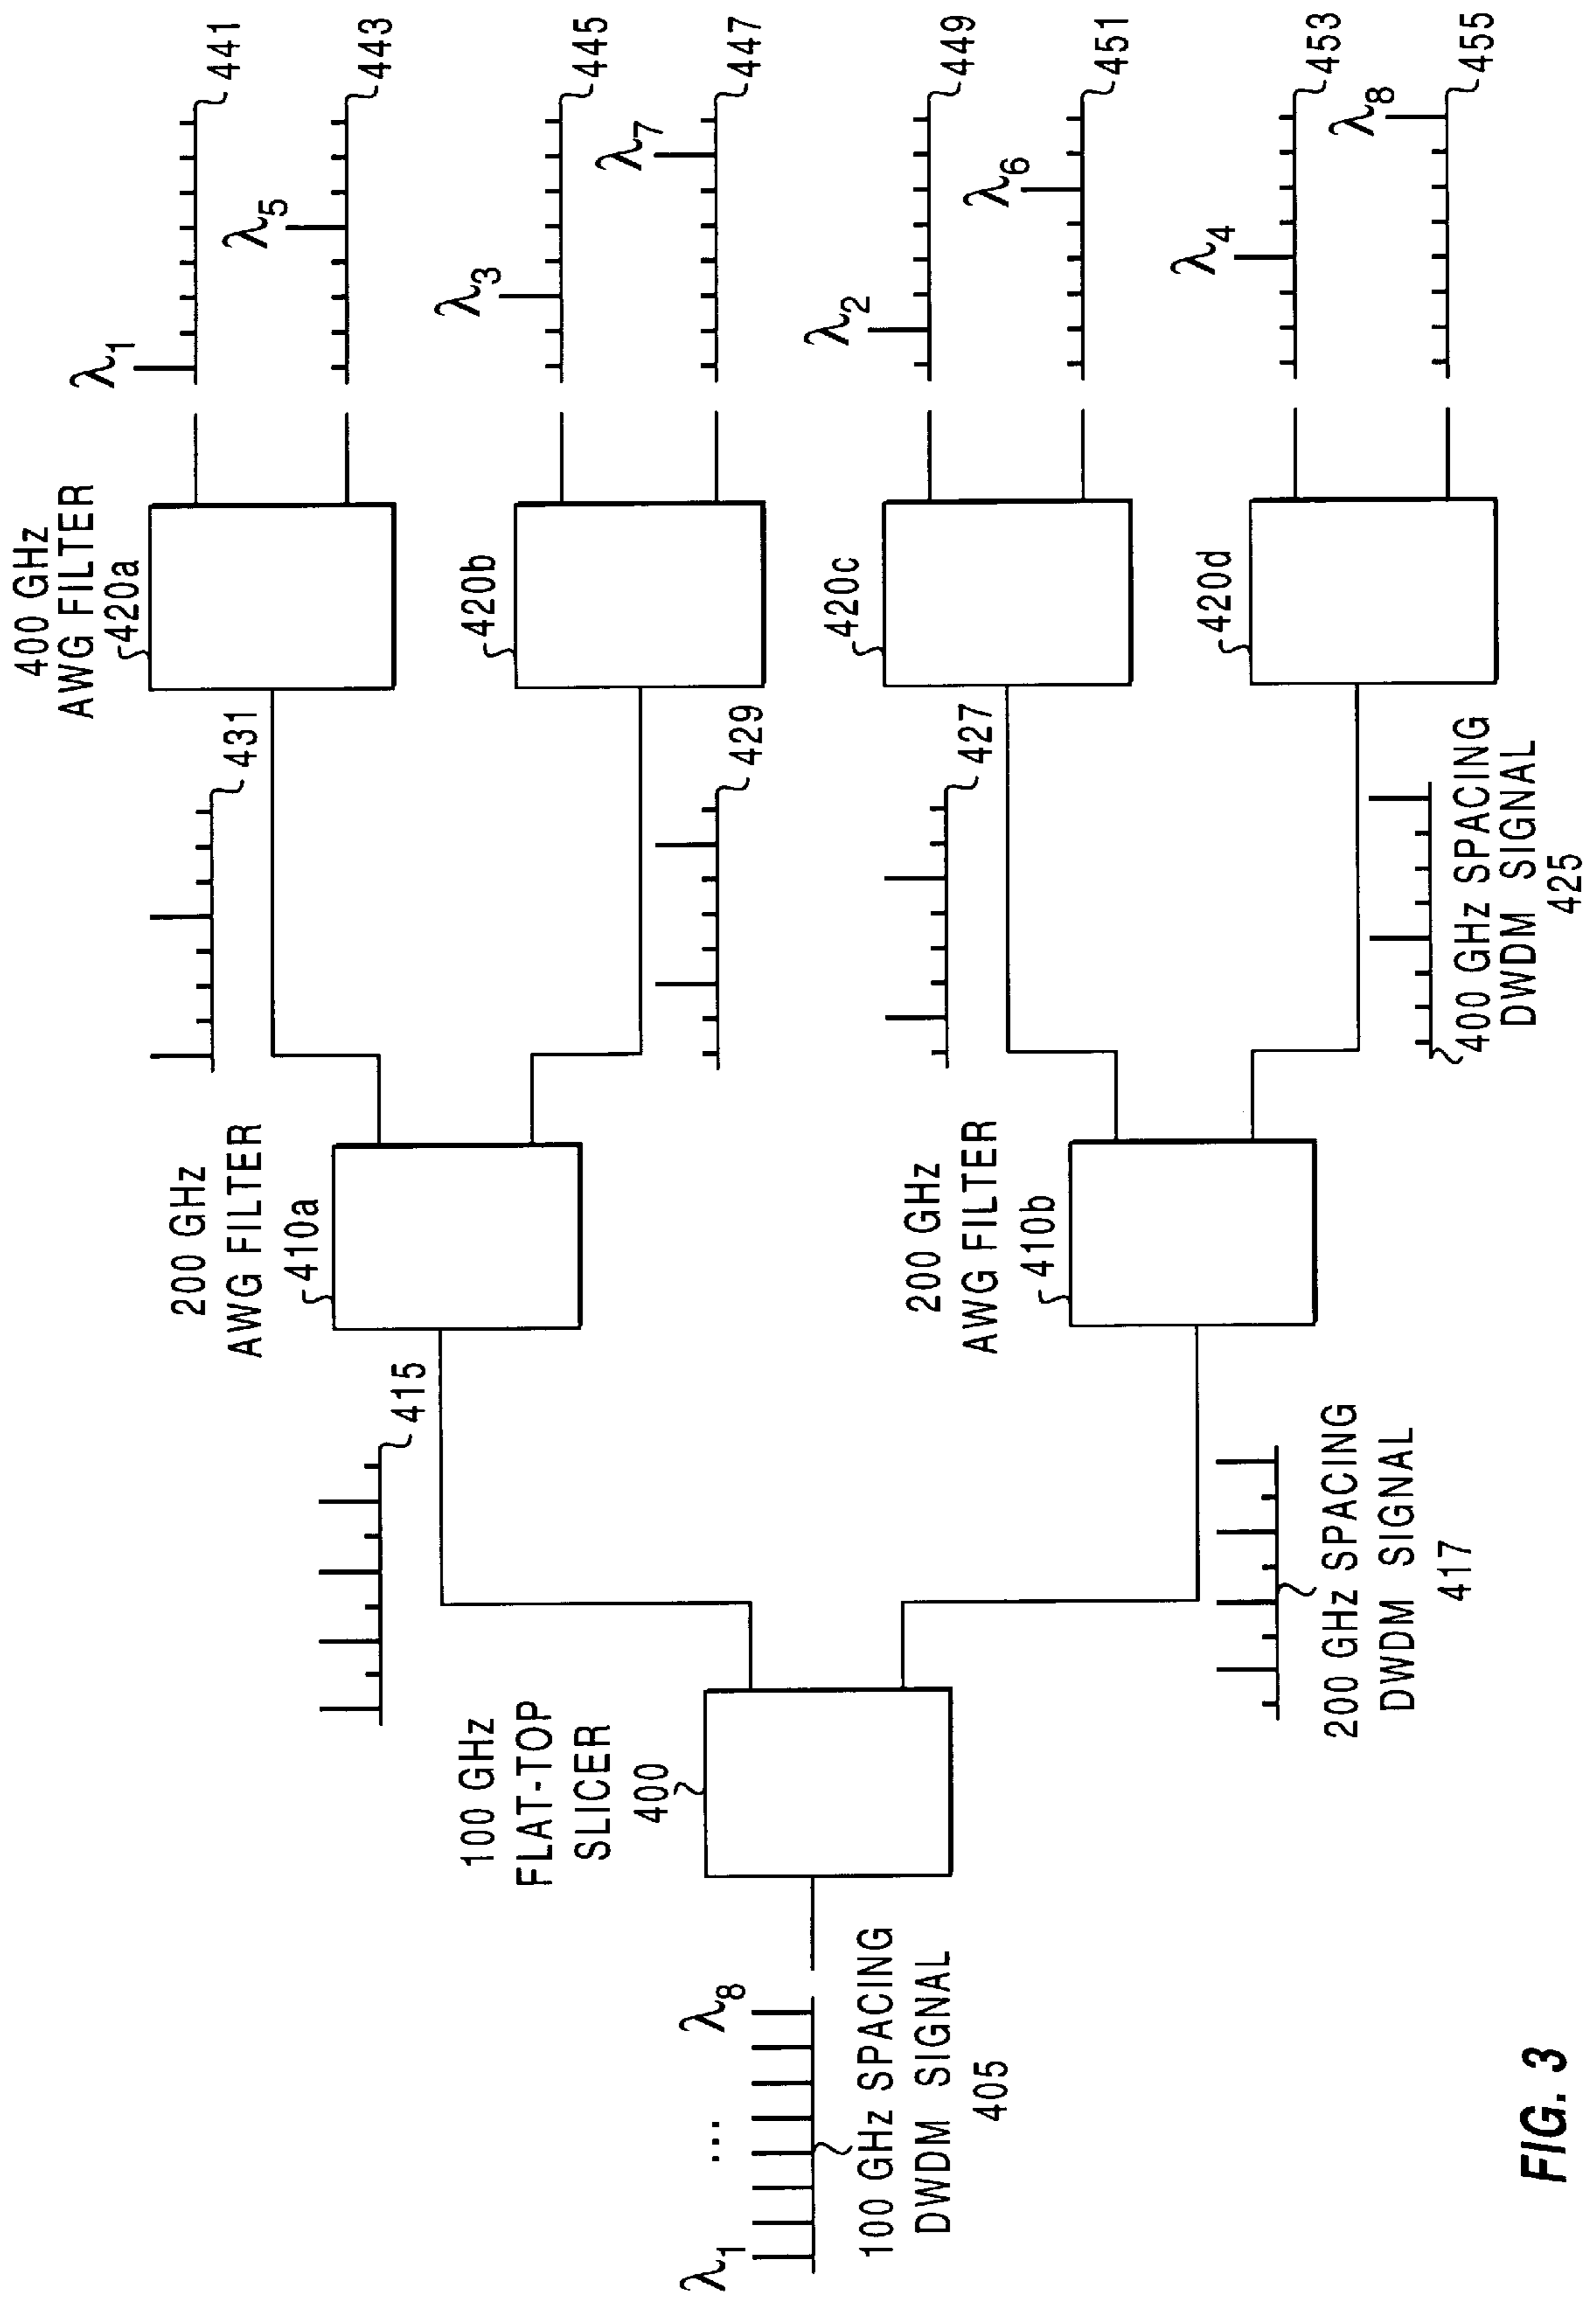 λ1
...
λ8
100 GHz SPACING
DWDM SIGNAL
405
100 GHz
FLAT-TOP
SLICER
400
415
200 GHz SPACING
DWDM SIGNAL
417
200 GHz
AWG FILTER
410a
200 GHz
AWG FILTER
410b
431
429
427
400 GHz SPACING
DWDM SIGNAL
425
400 GHz
AWG FILTER
420a
420b
420c
420d
λ1
441
λ5
443
λ3
445
λ7
447
λ2
449
λ6
451
λ4
453
λ8
455
FIG. 3